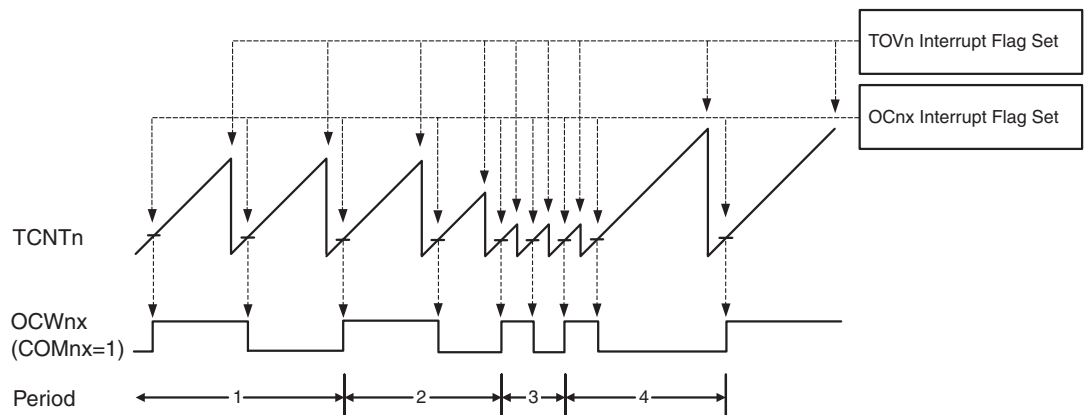 TOVn Interrupt Flag Set
OCnx Interrupt Flag Set
TCNTn
OCWnx
(COMnx=1)
Period
1
2
3
4